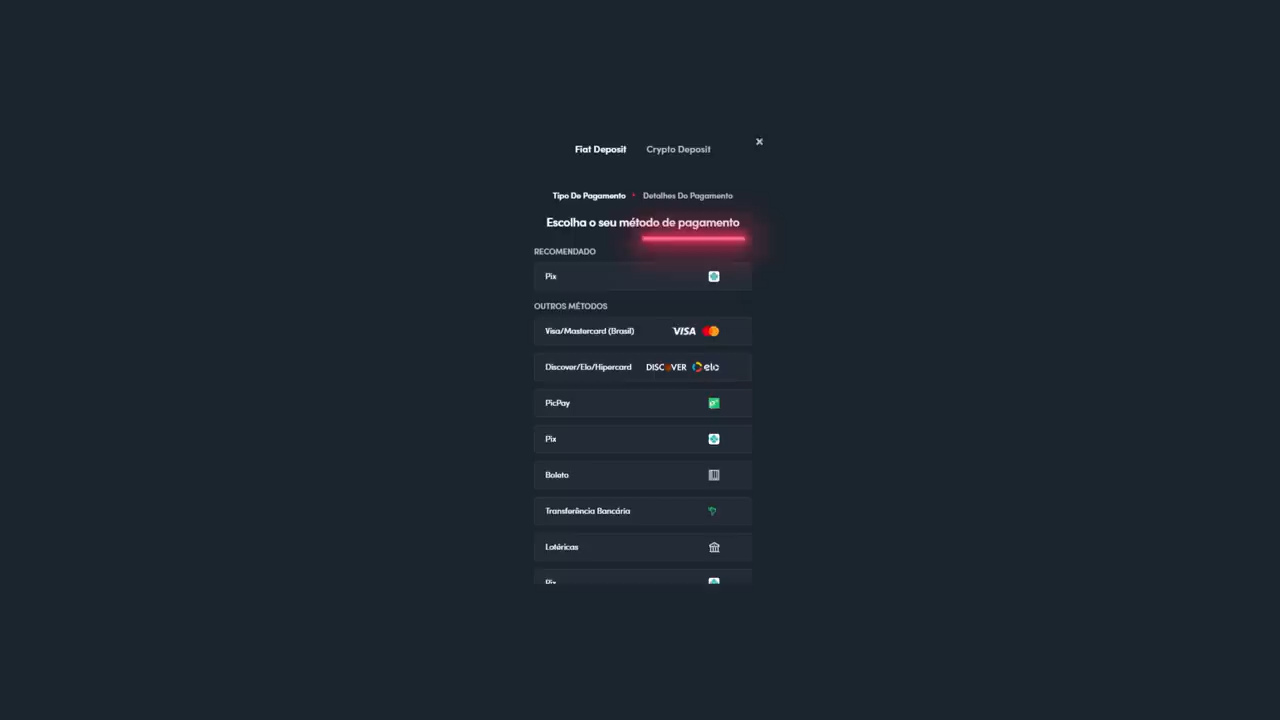 Fiat Deposit Crypto Deposit
Tipo De Pagamento Detalhes Do Pagamento
Escolha o seu método de pagamento
RECOMENDADO
Pix
OUTROS MÉTODOS
Visa/Mastercard (Brasil) VISA
Discover/Elo/Hipercard DISCOVER elo
PicPay
Pix
Boleto
Transferência Bancária
Lotéricas
Pix